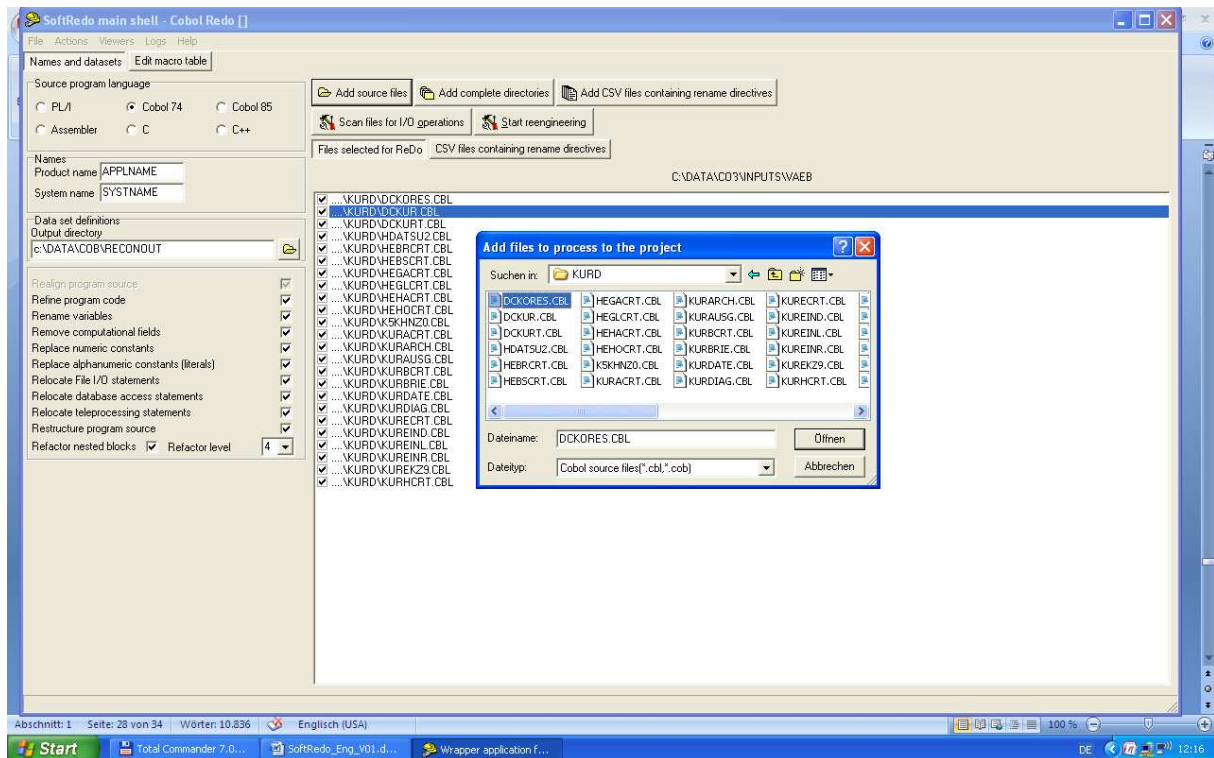 SoftRedo main shell - Cobol Redo []
File Actions Viewers Logs Help
Names and datasets Edit macro table
Source program language
PL/I Cobol 74 Cobol 85
Assembler C C++
Names
Product name APPLNAME
System name SYSTNAME
Data set definitions
Output directory
c:\DATA\COB\RECONOUT
Realign program source
Refine program code
Rename variables
Remove computational fields
Replace numeric constants
Replace alphanumeric constants (literals)
Relocate File I/O statements
Relocate database access statements
Relocate teleprocessing statements
Restructure program source
Refactor nested blocks Refactor level 4
Add source files Add complete directories Add CSV files containing rename directives
Scan files for I/O operations Start reengineering
Files selected for ReDo CSV files containing rename directives
C:\DATA\CO3\INPUTS\WAEB
....\KURD\DCKORES.CBL
....\KURD\DCKUR.CBL
....\KURD\DCKURT.CBL
....\KURD\HDATSU2.CBL
....\KURD\HEBRCRT.CBL
....\KURD\HEBSCRT.CBL
....\KURD\HEGACRT.CBL
....\KURD\HEGLCRT.CBL
....\KURD\HEHACRT.CBL
....\KURD\HEHOCRT.CBL
....\KURD\K5KHNZ0.CBL
....\KURD\KURACRT.CBL
....\KURD\KURARCH.CBL
....\KURD\KURAUSG.CBL
....\KURD\KURBCRT.CBL
....\KURD\KURBRIE.CBL
....\KURD\KURDATE.CBL
....\KURD\KURDIAG.CBL
....\KURD\KURECRT.CBL
....\KURD\KUREIND.CBL
....\KURD\KUREINL.CBL
....\KURD\KUREINR.CBL
....\KURD\KUREKZ9.CBL
....\KURD\KURHCRT.CBL
Add files to process to the project
Suchen in: KURD
DCKORES.CBL HEGACRT.CBL KURARCH.CBL KURECRT.CBL
DCKUR.CBL HEGLCRT.CBL KURAUSG.CBL KUREIND.CBL
DCKURT.CBL HEHACRT.CBL KURBCRT.CBL KUREINL.CBL
HDATSU2.CBL HEHOCRT.CBL KURBRIE.CBL KUREINR.CBL
HEBRCRT.CBL K5KHNZ0.CBL KURDATE.CBL KUREKZ9.CBL
HEBSCRT.CBL KURACRT.CBL KURDIAG.CBL KURHCRT.CBL
Dateiname: DCKORES.CBL Öffnen
Dateityp: Cobol source files(*.cbl,*.cob) Abbrechen
Abschnitt: 1 Seite: 28 von 34 Wörter: 10.836 Englisch (USA) 100 %
Start Total Commander 7.0... SoftRedo_Eng_V01.d... Wrapper application f... DE 12:16